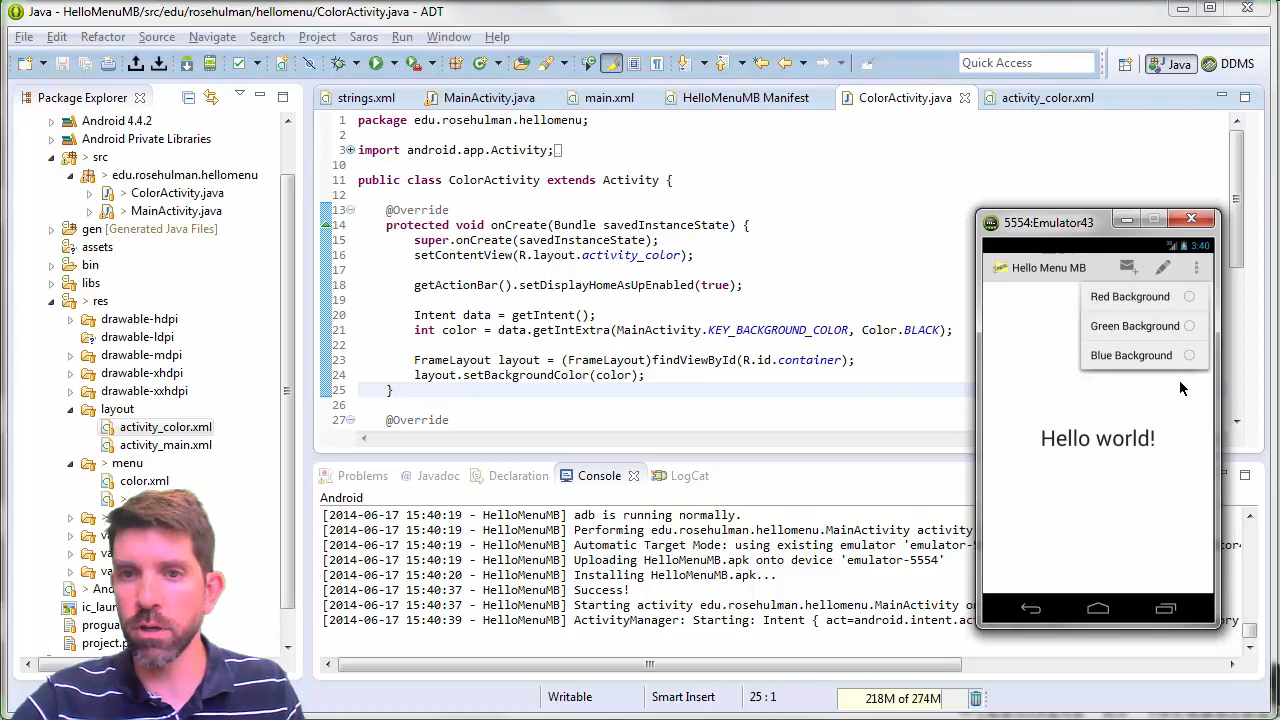 Java - HelloMenuMB/src/edu/rosehulman/hellomenu/ColorActivity.java - ADT
File Edit Refactor Source Navigate Search Project Saros Run Window Help
Quick Access
Java
DDMS
Package Explorer
Android 4.4.2
Android Private Libraries
> src
> edu.rosehulman.hellomenu
> ColorActivity.java
> MainActivity.java
gen [Generated Java Files]
assets
bin
libs
> res
drawable-hdpi
drawable-ldpi
drawable-mdpi
drawable-xhdpi
drawable-xxhdpi
layout
activity_color.xml
activity_main.xml
> menu
color.xml
>
>
v
va
va
An
ic_laun
progua
project.p
strings.xml
MainActivity.java
main.xml
HelloMenuMB Manifest
ColorActivity.java
activity_color.xml
1 package edu.rosehulman.hellomenu;
2
3 import android.app.Activity;
10
11 public class ColorActivity extends Activity {
12
13 @Override
14 protected void onCreate(Bundle savedInstanceState) {
15 super.onCreate(savedInstanceState);
16 setContentView(R.layout.activity_color);
17
18 getActionBar().setDisplayHomeAsUpEnabled(true);
19
20 Intent data = getIntent();
21 int color = data.getIntExtra(MainActivity.KEY_BACKGROUND_COLOR, Color.BLACK);
22
23 FrameLayout layout = (FrameLayout)findViewById(R.id.container);
24 layout.setBackgroundColor(color);
25 }
26
27 @Override
5554:Emulator43
3:40
Hello Menu MB
Red Background
Green Background
Blue Background
Hello world!
Problems
@ Javadoc
Declaration
Console
LogCat
Android
[2014-06-17 15:40:19 - HelloMenuMB] adb is running normally.
[2014-06-17 15:40:19 - HelloMenuMB] Performing edu.rosehulman.hellomenu.MainActivity activity
[2014-06-17 15:40:19 - HelloMenuMB] Automatic Target Mode: using existing emulator 'emulator-5
[2014-06-17 15:40:19 - HelloMenuMB] Uploading HelloMenuMB.apk onto device 'emulator-5554'
[2014-06-17 15:40:20 - HelloMenuMB] Installing HelloMenuMB.apk...
[2014-06-17 15:40:37 - HelloMenuMB] Success!
[2014-06-17 15:40:37 - HelloMenuMB] Starting activity edu.rosehulman.hellomenu.MainActivity on
[2014-06-17 15:40:39 - HelloMenuMB] ActivityManager: Starting: Intent { act=android.intent.ac
Writable
Smart Insert
25 : 1
218M of 274M